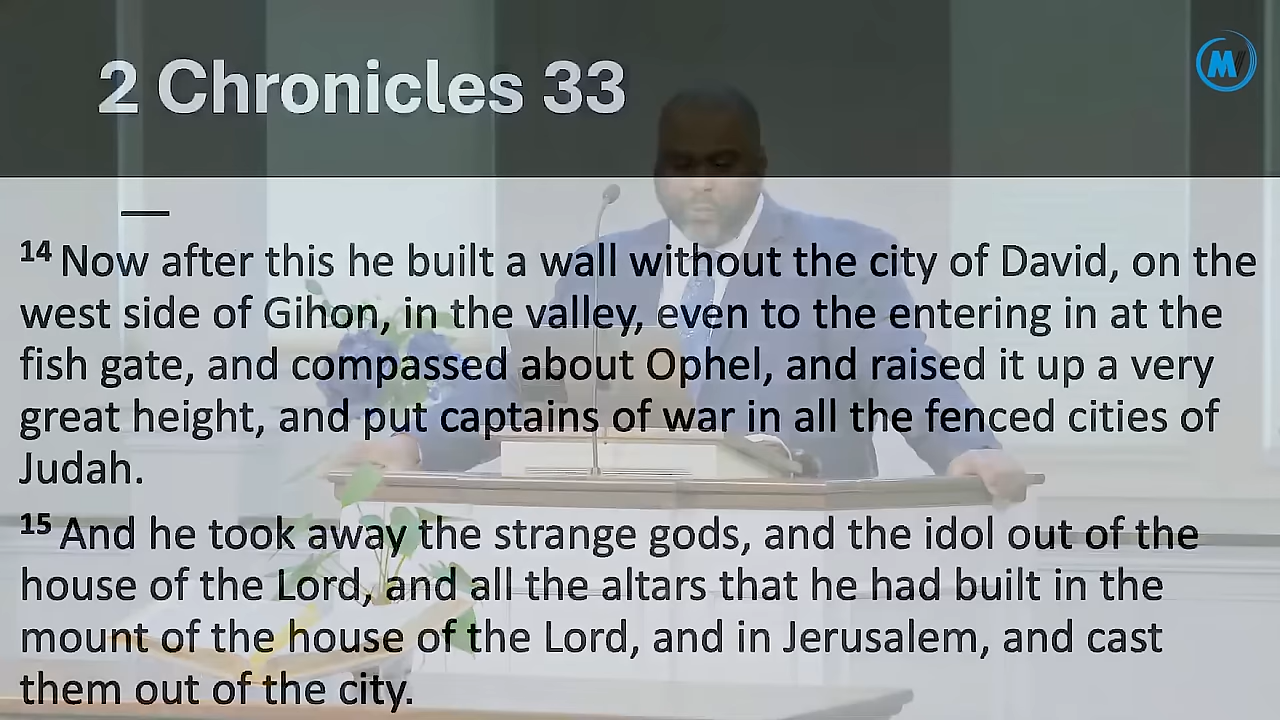 2 Chronicles 33
14 Now after this he built a wall without the city of David, on the
west side of Gihon, in the valley, even to the entering in at the
fish gate, and compassed about Ophel, and raised it up a very
great height, and put captains of war in all the fenced cities of
Judah.
15 And he took away the strange gods, and the idol out of the
house of the Lord, and all the altars that he had built in the
mount of the house of the Lord, and in Jerusalem, and cast
them out of the city.